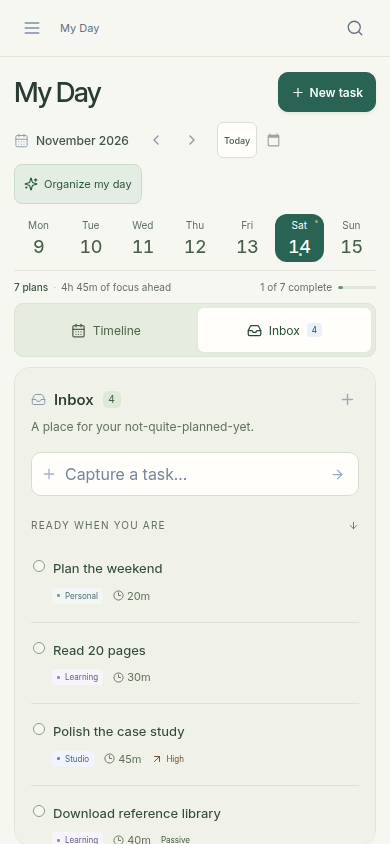 My Day
My Day
New task
November 2026
Today
Organize my day
Mon Tue Wed Thu Fri Sat Sun
9 10 11 12 13 14 15
7 plans · 4h 45m of focus ahead 1 of 7 complete
Timeline Inbox 4
Inbox 4
A place for your not-quite-planned-yet.
Capture a task...
READY WHEN YOU ARE
Plan the weekend
Personal 20m
Read 20 pages
Learning 30m
Polish the case study
Studio 45m High
Download reference library
Learning 40m Passive